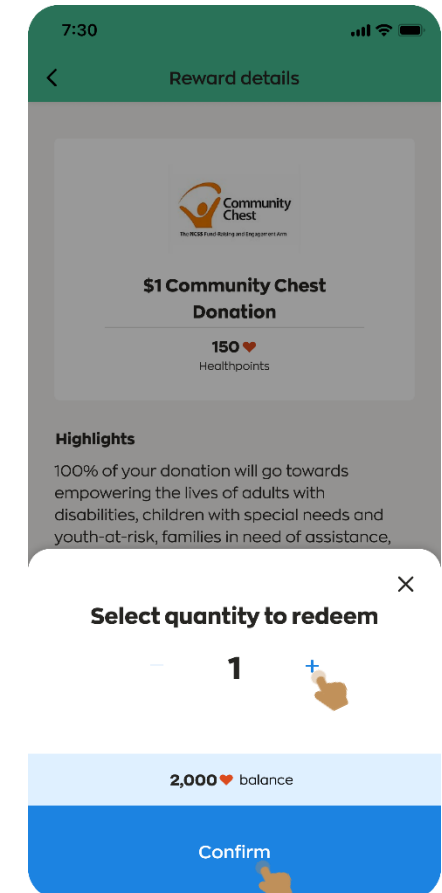 7:30
Reward details
Community
Chest
The NCSS Fund-Raising and Engagement Arm
$1 Community Chest
Donation
150
Healthpoints
Highlights
100% of your donation will go towards
empowering the lives of adults with
disabilities, children with special needs and
youth-at-risk, families in need of assistance,
Select quantity to redeem
1
2,000 balance
Confirm